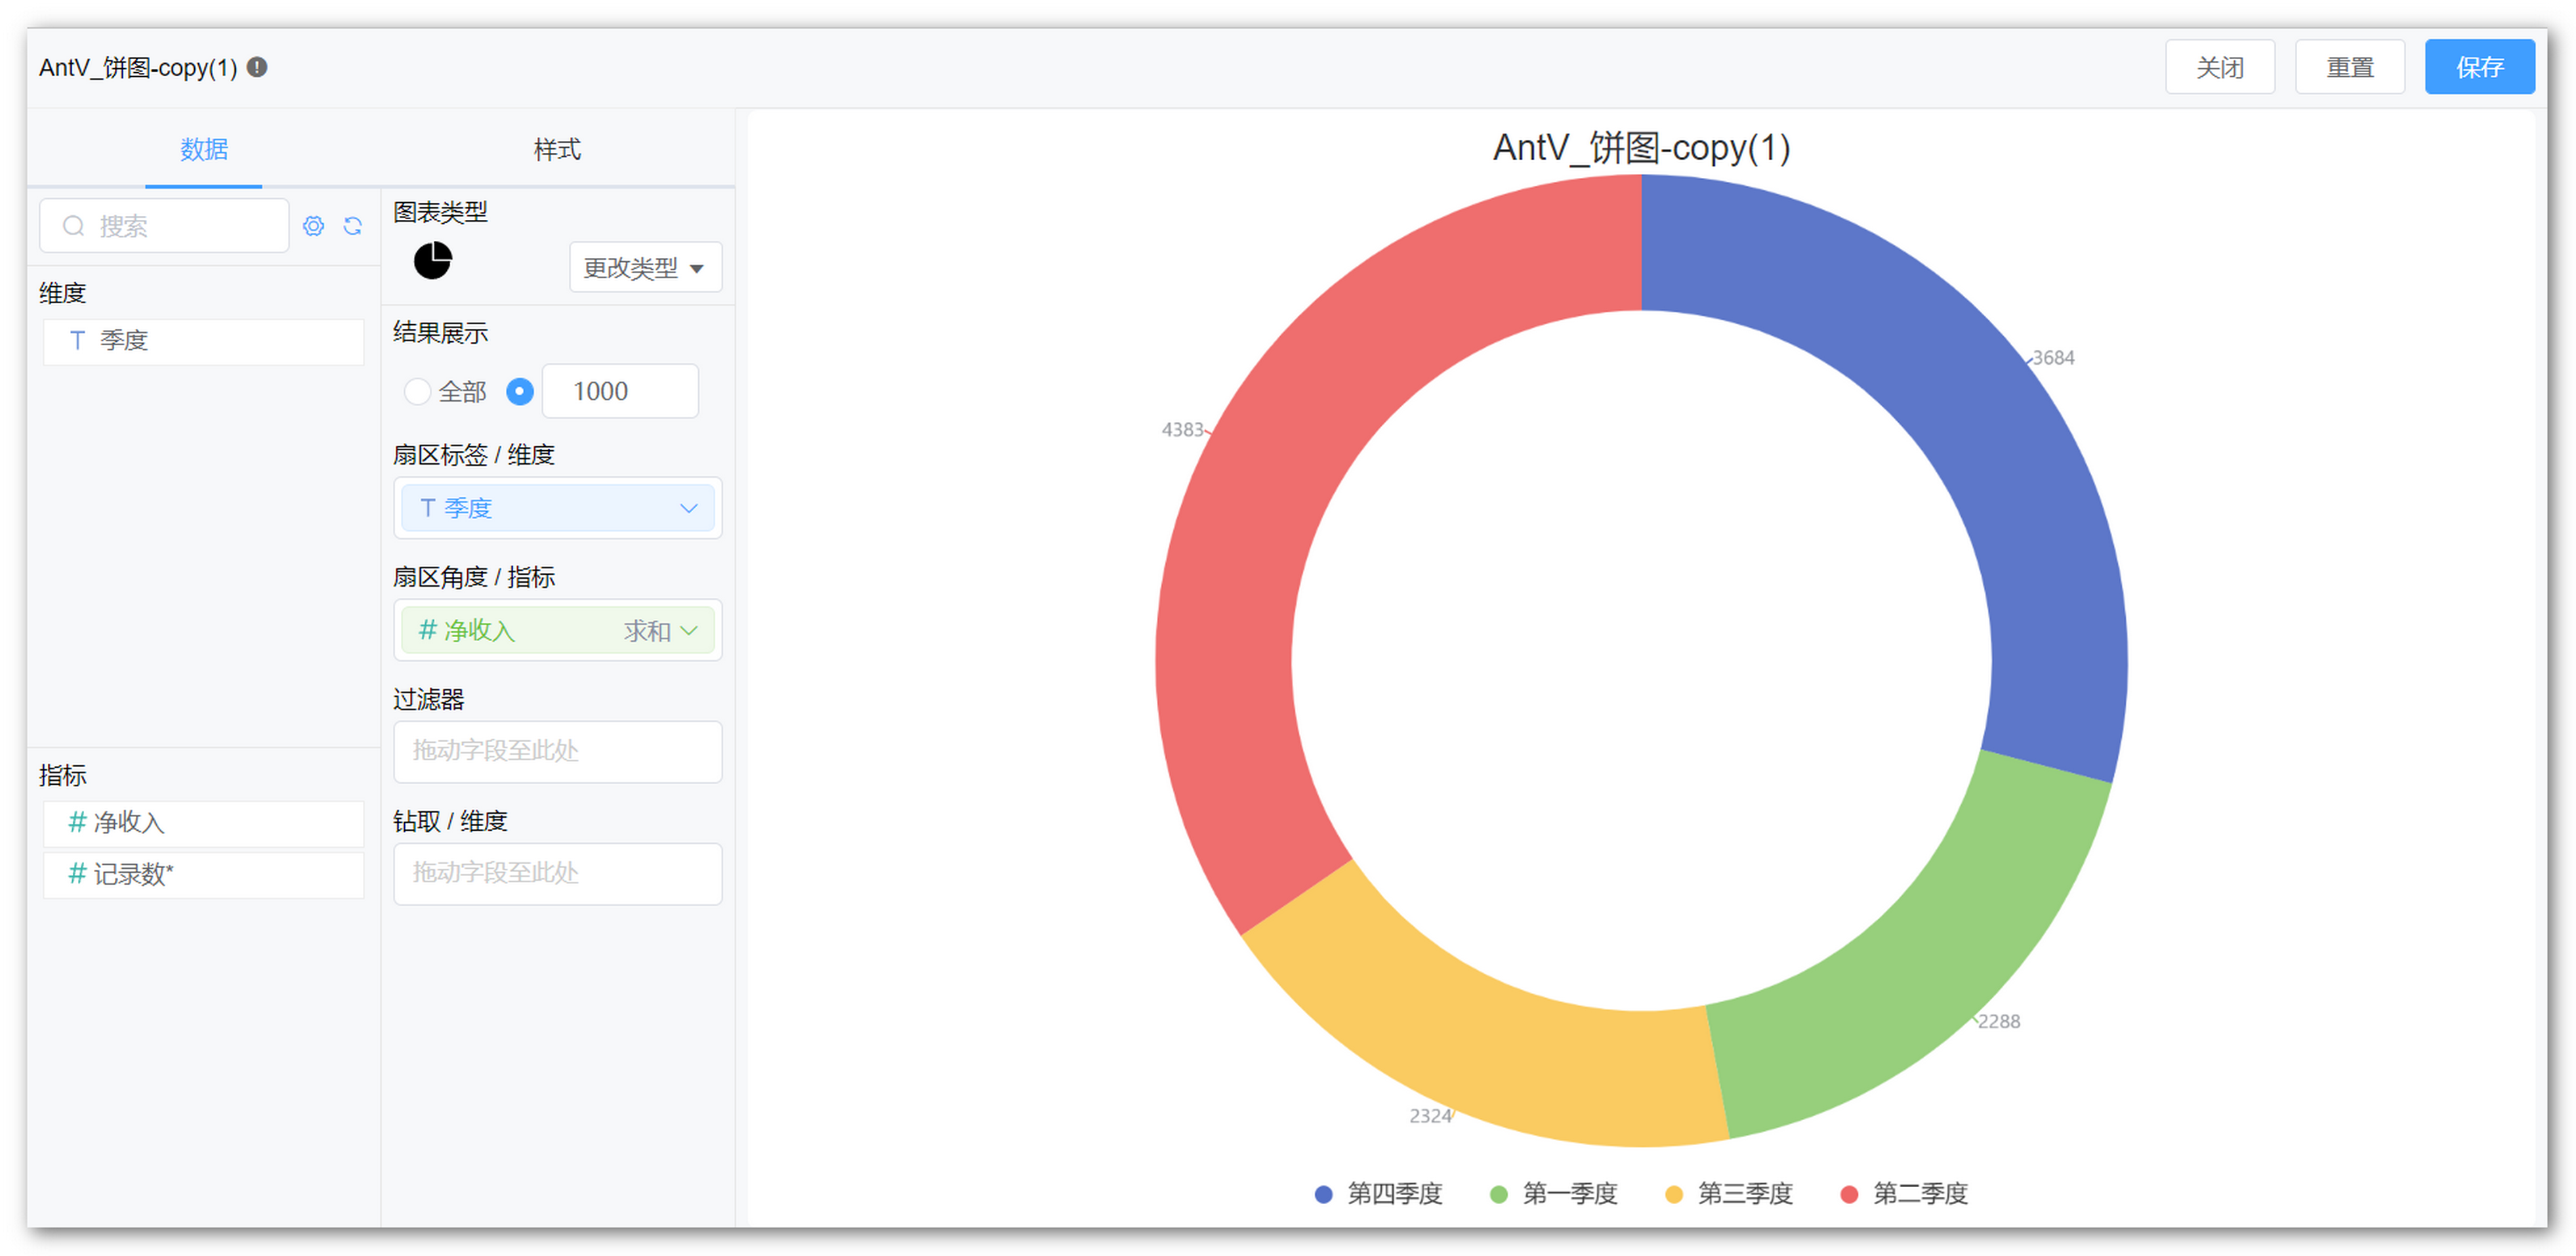 AntV_饼图-copy(1)
关闭
重置
保存
数据
样式
搜索
维度
T 季度
指标
# 净收入
# 记录数*
图表类型
更改类型
结果展示
全部
1000
扇区标签 / 维度
T 季度
扇区角度 / 指标
# 净收入 求和
过滤器
拖动字段至此处
钻取 / 维度
拖动字段至此处
AntV_饼图-copy(1)
3684
4383
2288
2324
第四季度 第一季度 第三季度 第二季度